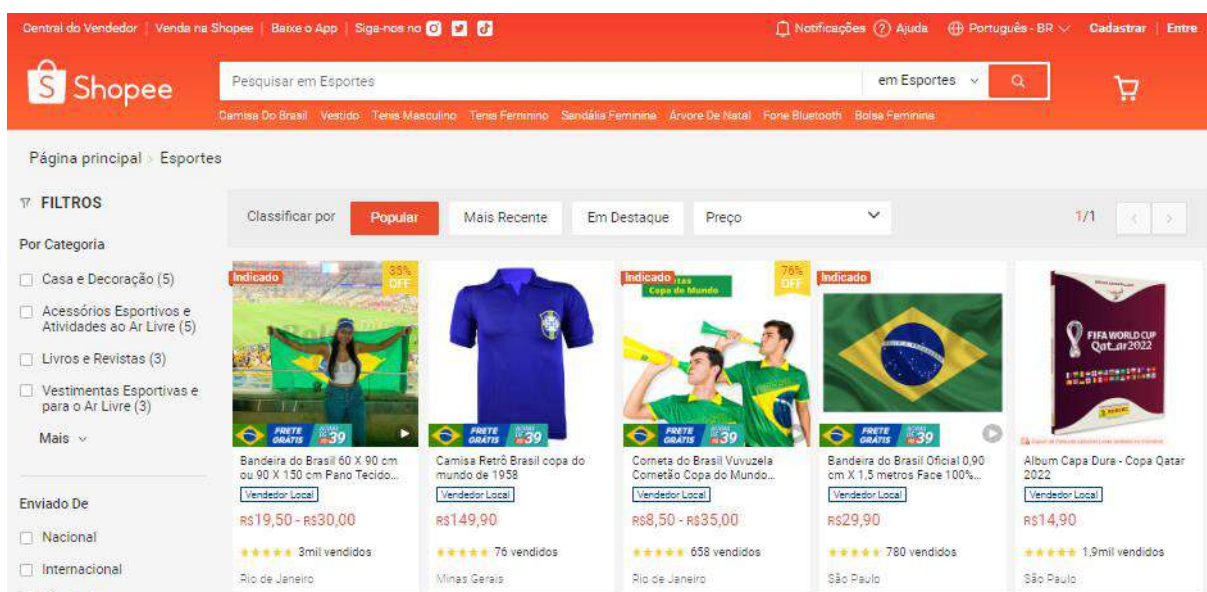 Central do Vendedor | Venda na Shopee | Baixe o App | Siga-nos no
Notificações ? Ajuda Português - BR Cadastrar | Entre
S Shopee
Pesquisar em Esportes em Esportes
Camisa Do Brasil Vestido Tenis Masculino Tenis Feminino Sandália Feminina Árvore De Natal Fone Bluetooth Bolsa Feminina
Página principal > Esportes
FILTROS
Classificar por Popular Mais Recente Em Destaque Preço 1/1
Por Categoria
Casa e Decoração (5)
Acessórios Esportivos e
Atividades ao Ar Livre (5)
Livros e Revistas (3)
Vestimentas Esportivas e
para o Ar Livre (3)
Mais
Enviado De
Nacional
Internacional
Indicado 35%
OFF
FRETE
GRÁTIS 39
Bandeira do Brasil 60 X 90 cm
ou 90 X 150 cm Pano Tecido...
Vendedor Local
R$19,50 - R$30,00
3mil vendidos
Rio de Janeiro
FRETE
GRÁTIS 39
Camisa Retrô Brasil copa do
mundo de 1958
Vendedor Local
R$149,90
76 vendidos
Minas Gerais
Indicado 76%
OFF
Copa do Mundo
FRETE
GRÁTIS 39
Corneta do Brasil Vuvuzela
Cornetão Copa do Mundo...
Vendedor Local
R$8,50 - R$35,00
658 vendidos
Rio de Janeiro
Indicado
FRETE
GRÁTIS 39
Bandeira do Brasil Oficial 0,90
cm X 1,5 metros Face 100%...
Vendedor Local
R$29,90
780 vendidos
São Paulo
FIFA WORLD CUP
Qatar2022
PANINI
Album Capa Dura - Copa Qatar
2022
Vendedor Local
R$14,90
1,9mil vendidos
São Paulo